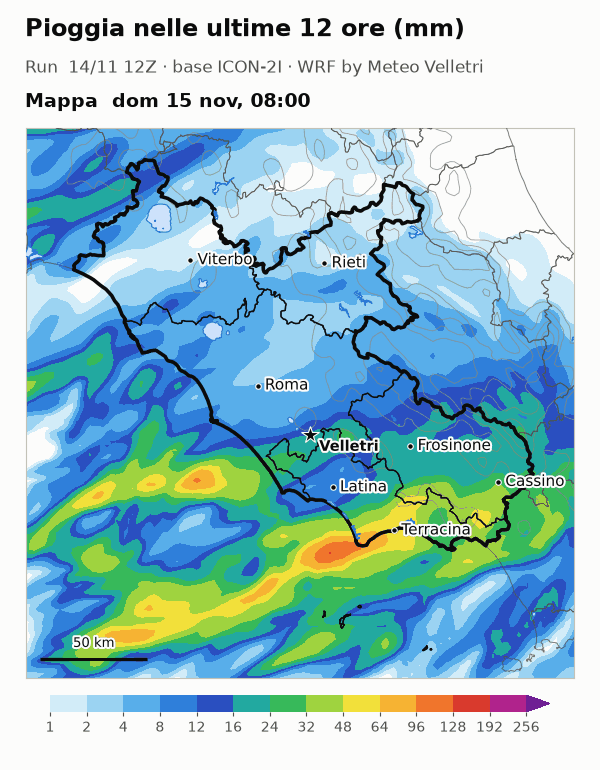 Pioggia nelle ultime 12 ore (mm)
Run  14/11 12Z · base ICON-2I · WRF by Meteo Velletri
Mappa  dom 15 nov, 08:00
Viterbo
Rieti
Roma
Velletri
Frosinone
Latina
Cassino
Terracina
50 km
1 2 4 8 12 16 24 32 48 64 96 128 192 256